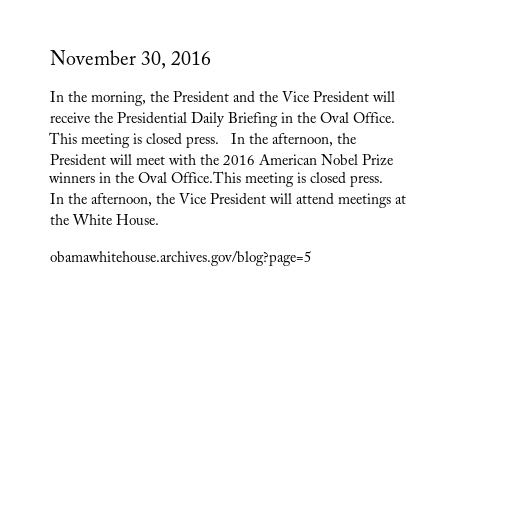 November 30, 2016
In the morning, the President and the Vice President will
receive the Presidential Daily Briefing in the Oval Office.
This meeting is closed press.   In the afternoon, the
President will meet with the 2016 American Nobel Prize
winners in the Oval Office.This meeting is closed press.
In the afternoon, the Vice President will attend meetings at
the White House.
obamawhitehouse.archives.gov/blog?page=5